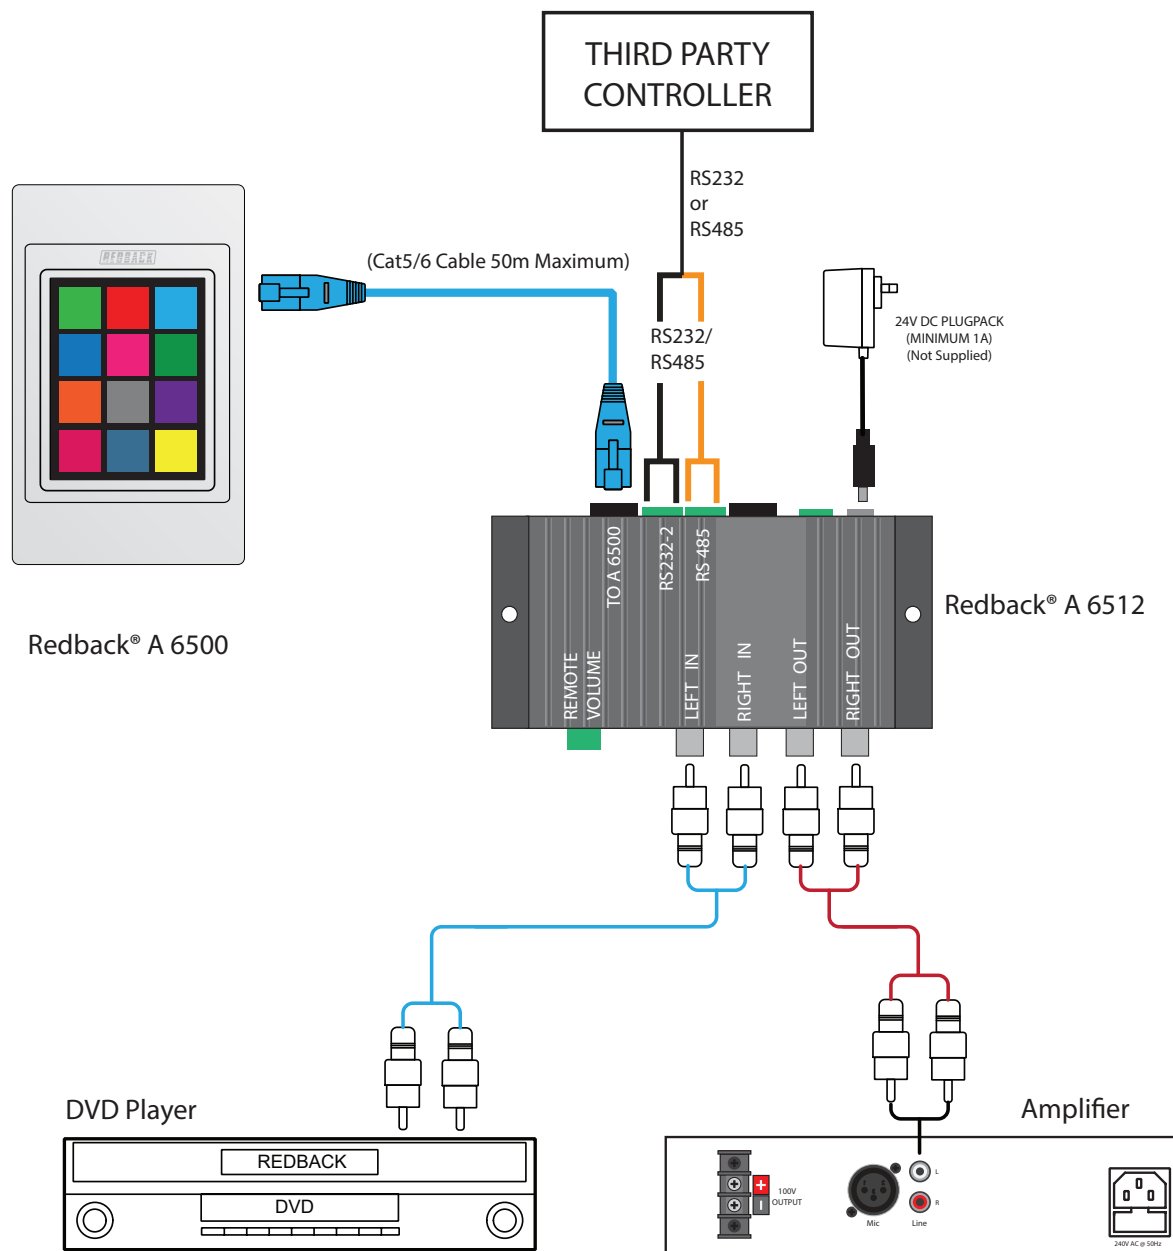 THIRD PARTY
CONTROLLER
RS232
or
RS485
REDBACK
(Cat5/6 Cable 50m Maximum)
RS232/
RS485
24V DC PLUGPACK
(MINIMUM 1A)
(Not Supplied)
TO A 6500
RS232-2
RS 485
Redback® A 6512
Redback® A 6500
REMOTE
VOLUME
LEFT IN
RIGHT IN
LEFT OUT
RIGHT OUT
DVD Player
Amplifier
REDBACK
DVD
100V
OUTPUT
Mic
Line
L
R
240V AC @ 50Hz